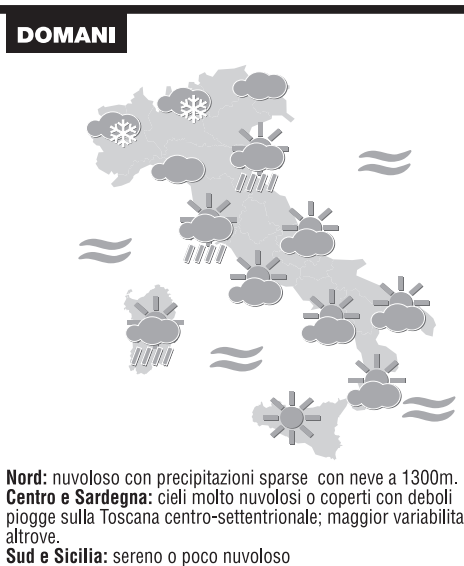 DOMANI
Nord: nuvoloso con precipitazioni sparse con neve a 1300m.
Centro e Sardegna: cieli molto nuvolosi o coperti con deboli
piogge sulla Toscana centro-settentrionale; maggior variabilita
altrove.
Sud e Sicilia: sereno o poco nuvoloso